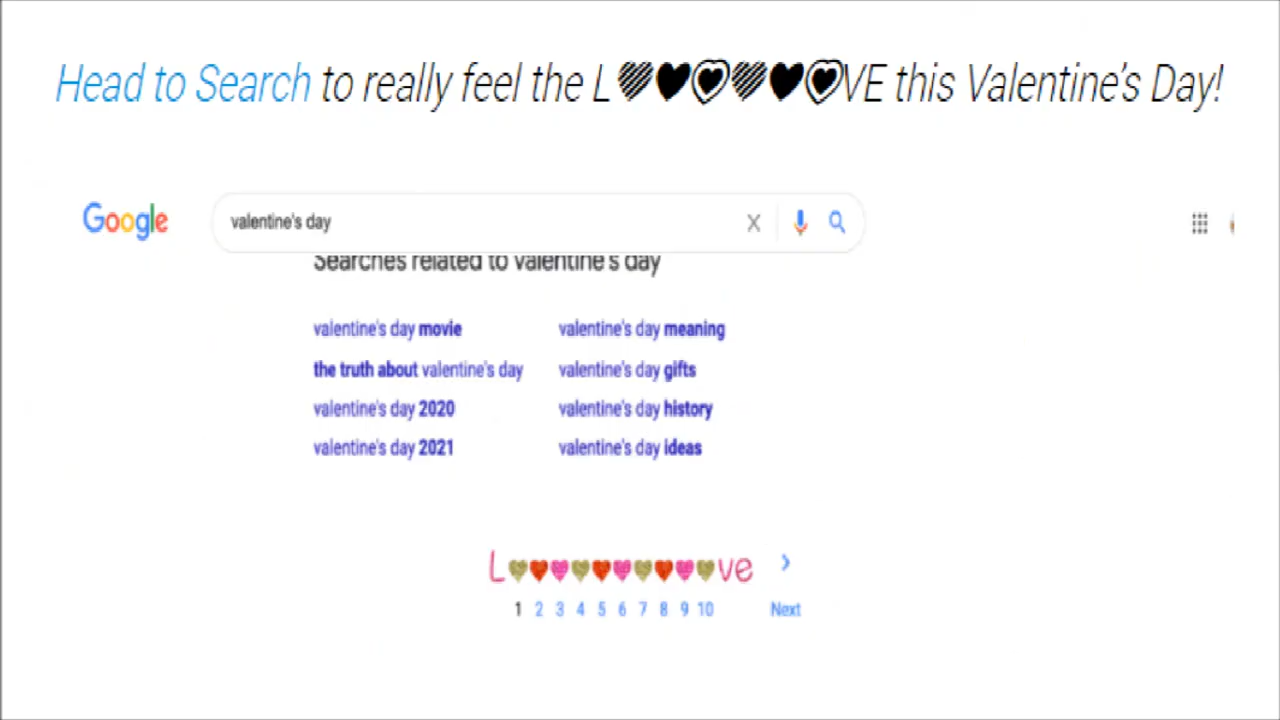 Head to Search to really feel the L🖤🖤🖤🖤🖤🖤VE this Valentine's Day!
Google valentine's day X
Searches related to valentine's day
valentine's day movie valentine's day meaning
the truth about valentine's day valentine's day gifts
valentine's day 2020 valentine's day history
valentine's day 2021 valentine's day ideas
L♥♥♥♥♥♥♥♥♥♥ve >
1 2 3 4 5 6 7 8 9 10 Next